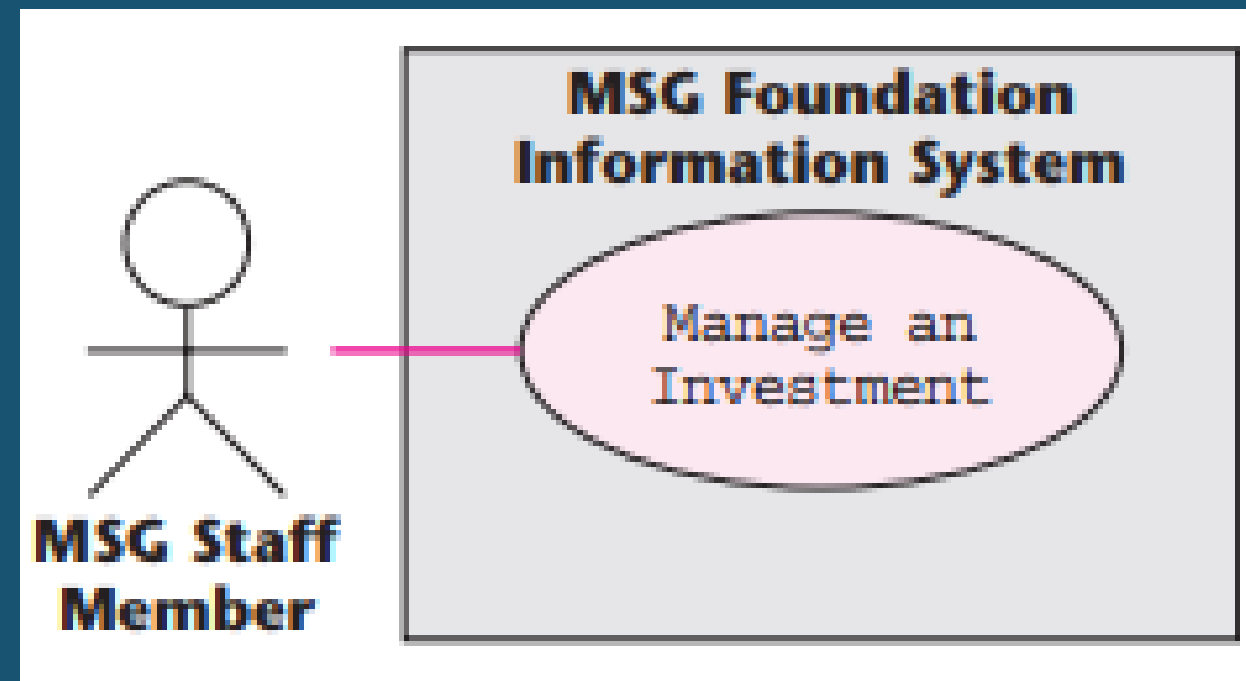 MSG Foundation
Information System
Manage an
Investment
MSG Staff
Member